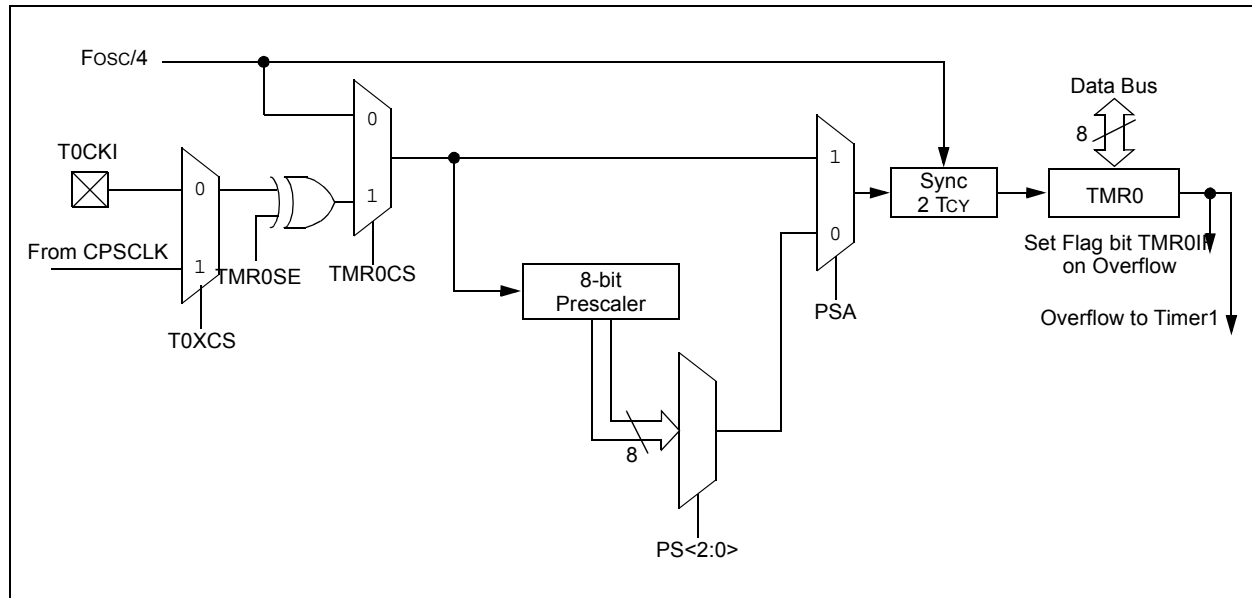 FOSC/4
Data Bus
0
8
T0CKI
1
0
1
Sync
2 TCY
TMR0
0
From CPSCLK
1
TMR0SE
TMR0CS
8-bit
Prescaler
PSA
Set Flag bit TMR0IF
on Overflow
T0XCS
Overflow to Timer1
8
PS<2:0>